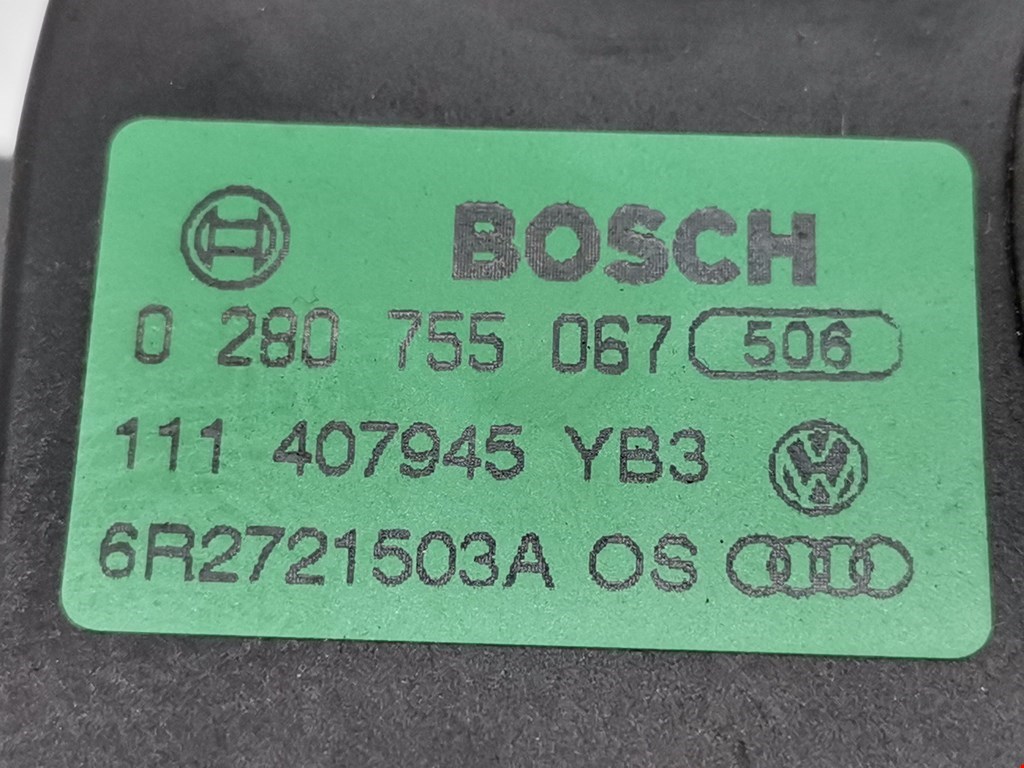 BOSCH
0 280 755 067 506
111 407945 YB3
6R2721503A OS